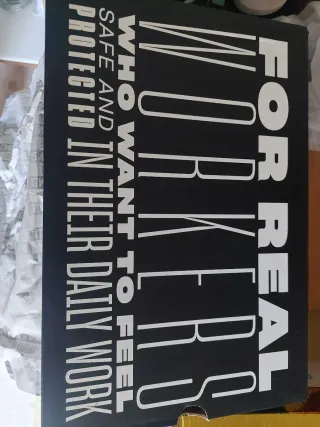 FOR REAL
WORKERS
WHO WANT TO FEEL
SAFE AND
PROTECTED IN THEIR DAILY WORK